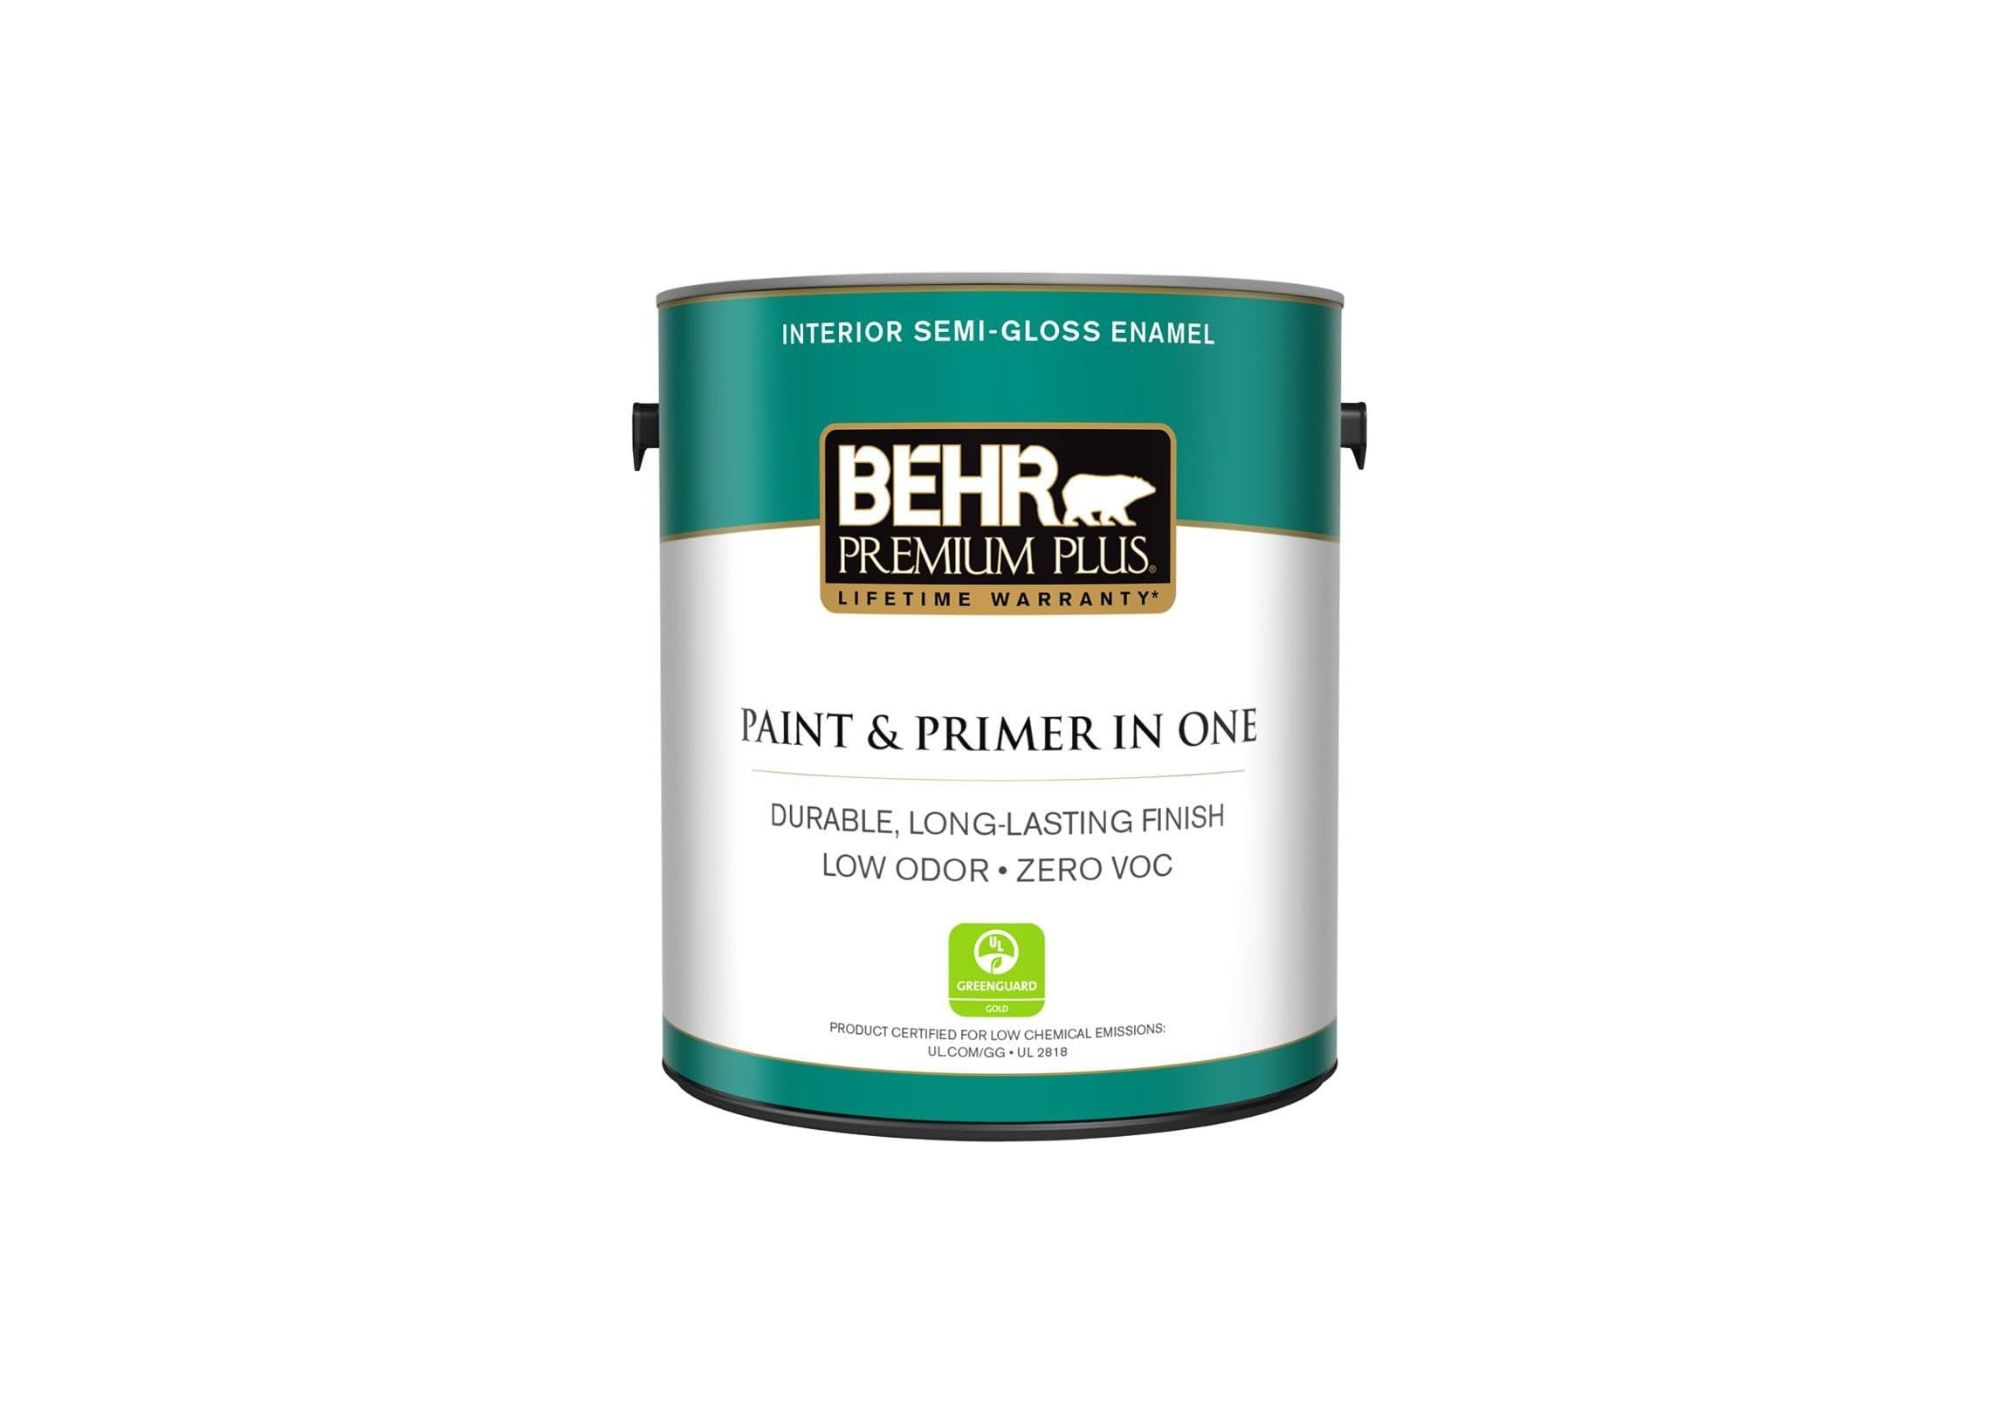 INTERIOR SEMI-GLOSS ENAMEL
BEHR
PREMIUM PLUS®
LIFETIME WARRANTY*
PAINT & PRIMER IN ONE
DURABLE, LONG-LASTING FINISH
LOW ODOR • ZERO VOC
UL
GREENGUARD
GOLD
PRODUCT CERTIFIED FOR LOW CHEMICAL EMISSIONS:
UL.COM/GG • UL 2818